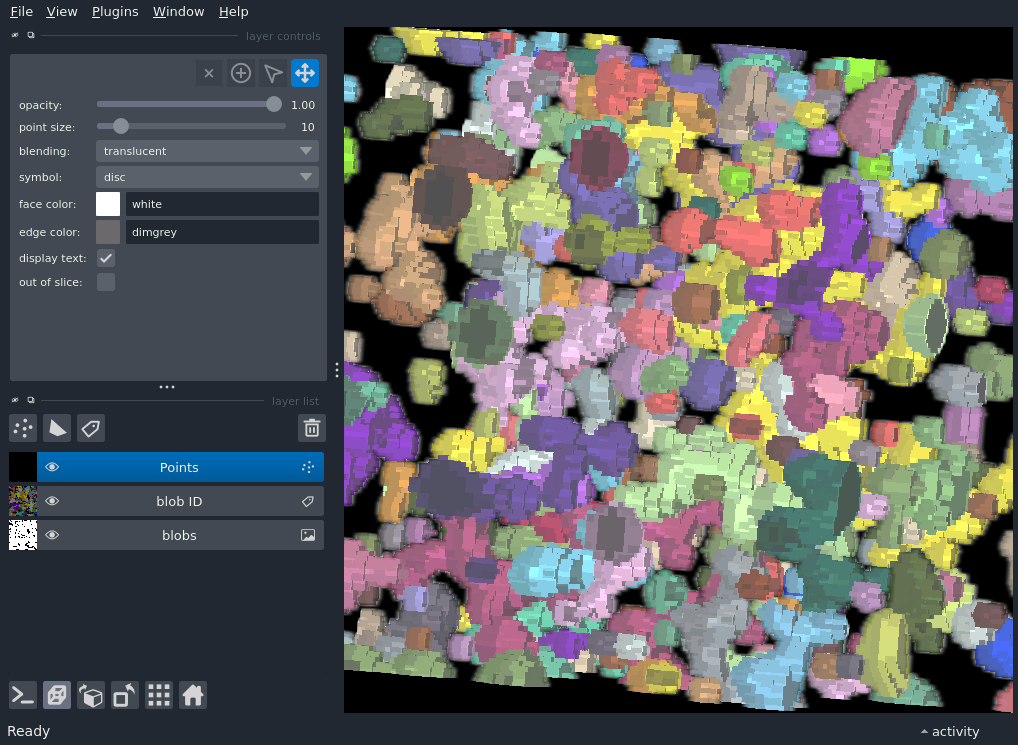 File View Plugins Window Help
layer controls
opacity: 1.00
point size: 10
blending: translucent
symbol: disc
face color: white
edge color: dimgrey
display text:
out of slice:
layer list
Points
blob ID
blobs
Ready activity